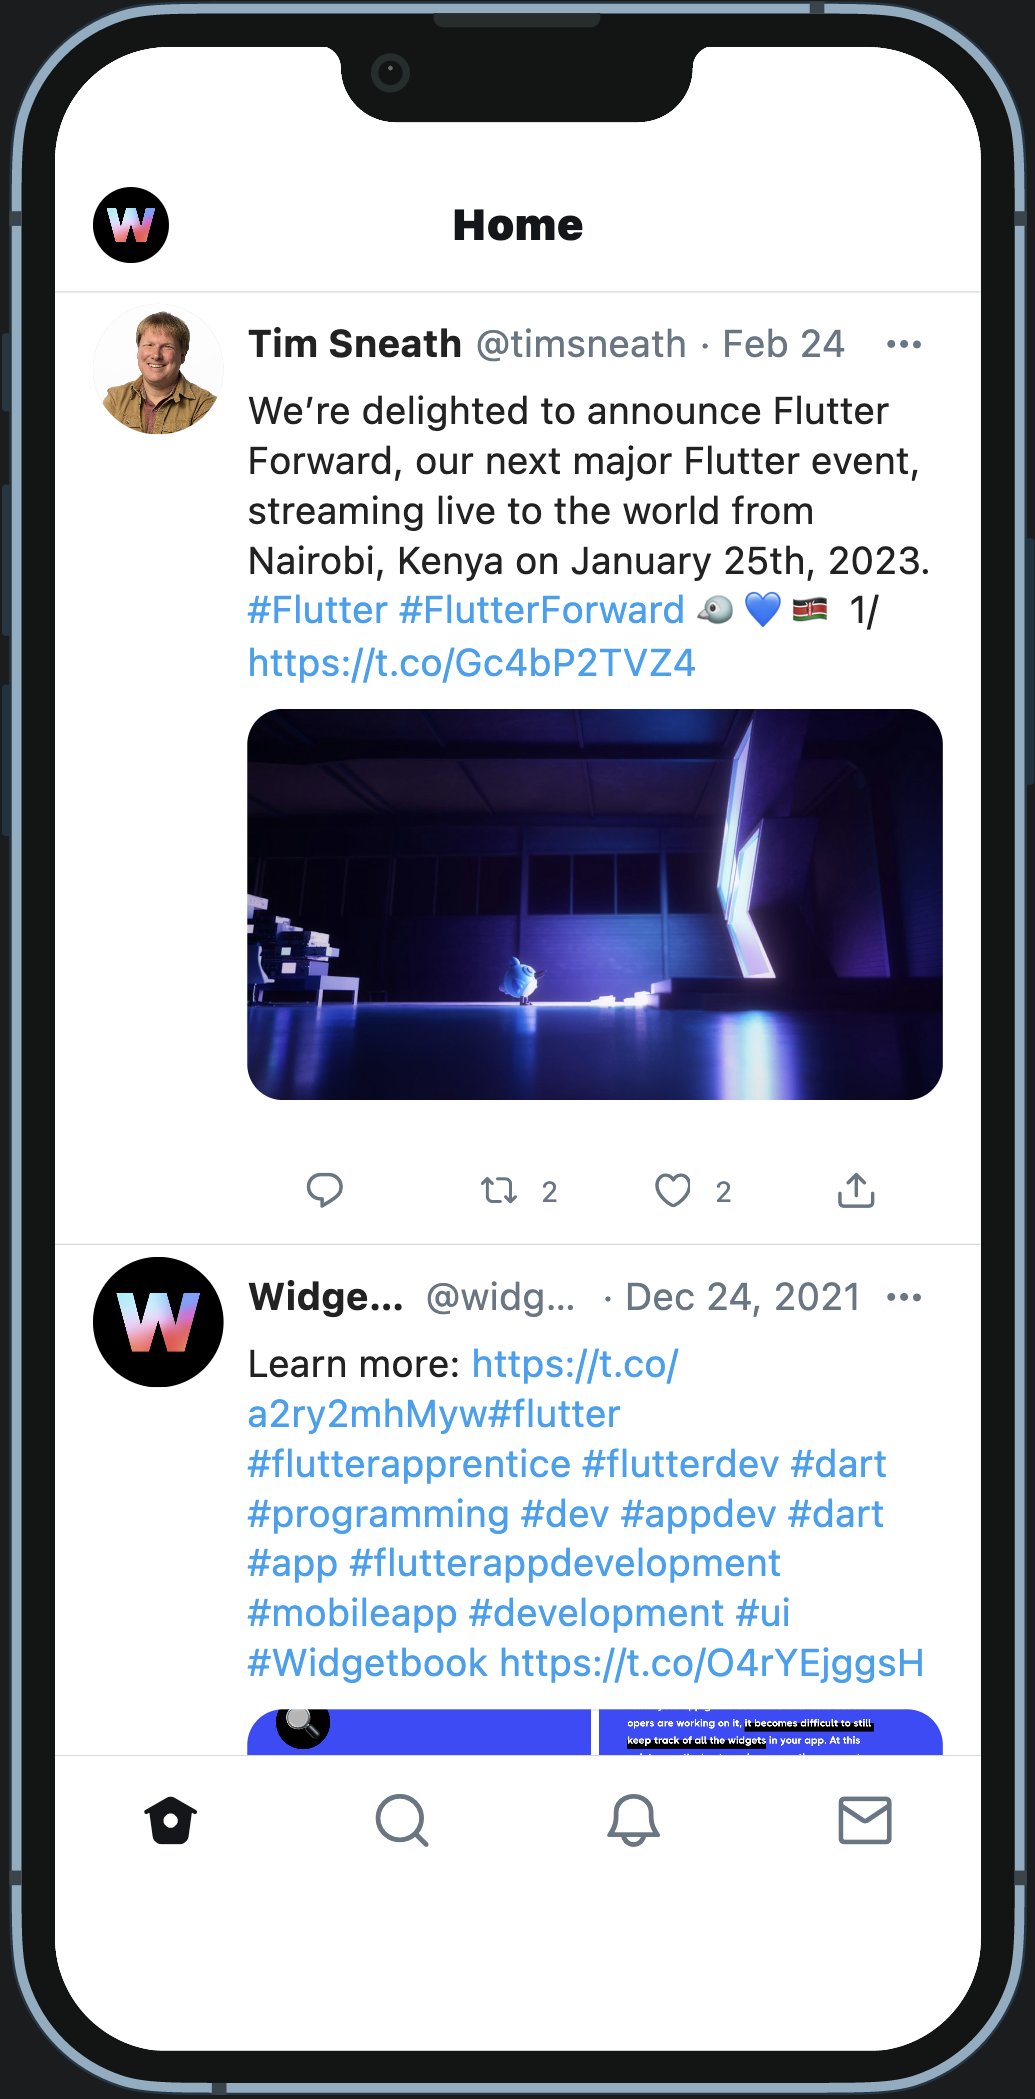 W
Home
Tim Sneath @timsneath · Feb 24 ...
We’re delighted to announce Flutter
Forward, our next major Flutter event,
streaming live to the world from
Nairobi, Kenya on January 25th, 2023.
#Flutter #FlutterForward 🐦💙🇰🇪 1/
https://t.co/Gc4bP2TVZ4
2 2
W
Widge... @widg... · Dec 24, 2021 ...
Learn more: https://t.co/
a2ry2mhMyw#flutter
#flutterapprentice #flutterdev #dart
#programming #dev #appdev #dart
#app #flutterappdevelopment
#mobileapp #development #ui
#Widgetbook https://t.co/O4rYEjggsH
opers are working on it, it becomes difficult to still
keep track of all the widgets in your app. At this